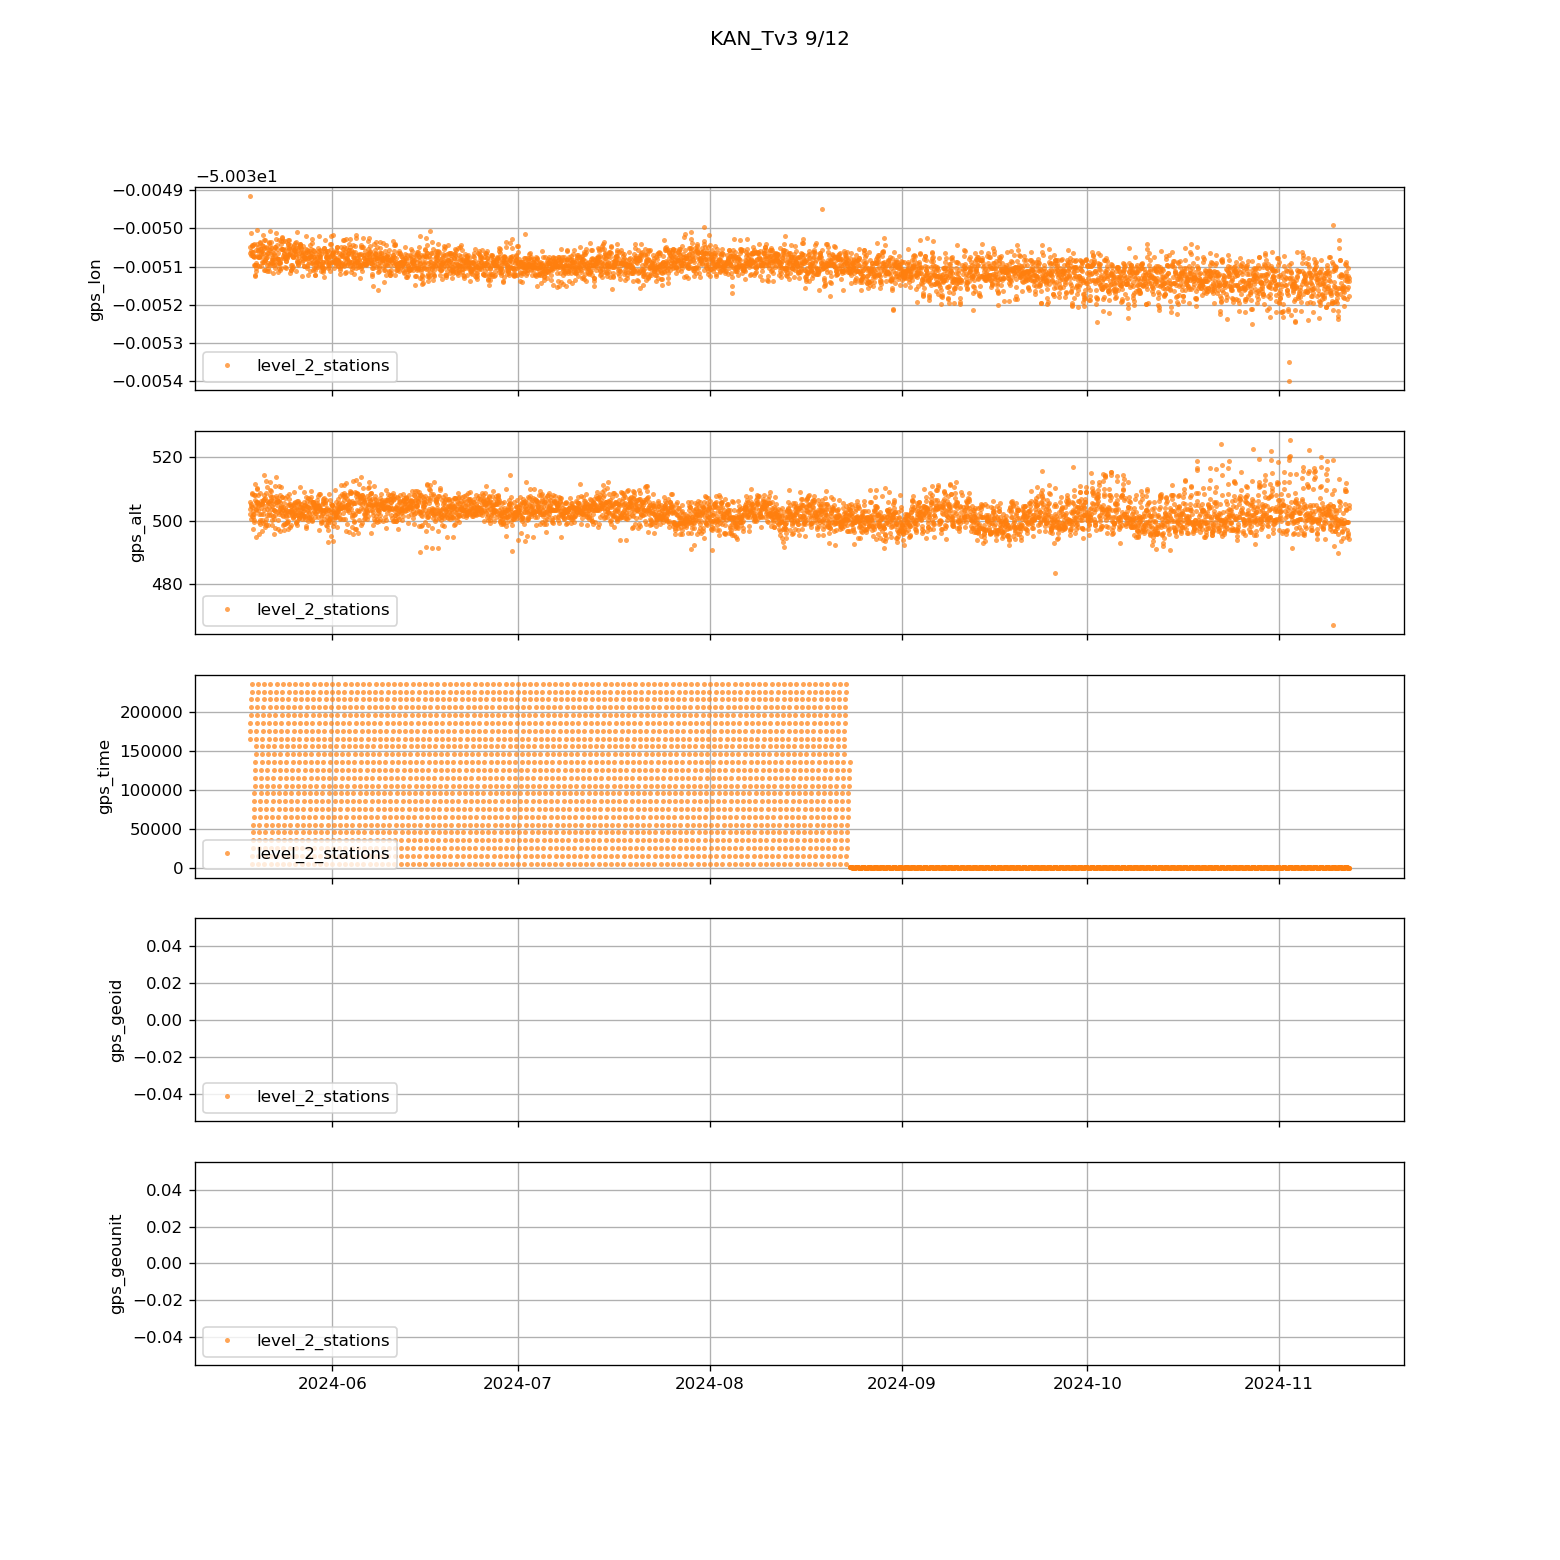 KAN_Tv3 9/12
−5.003e1
−0.0049
−0.0050
−0.0051
−0.0052
−0.0053
−0.0054
gps_lon
level_2_stations
520
500
480
gps_alt
level_2_stations
200000
150000
100000
50000
0
gps_time
level_2_stations
0.04
0.02
0.00
−0.02
−0.04
gps_geoid
level_2_stations
0.04
0.02
0.00
−0.02
−0.04
gps_geounit
level_2_stations
2024-06 2024-07 2024-08 2024-09 2024-10 2024-11